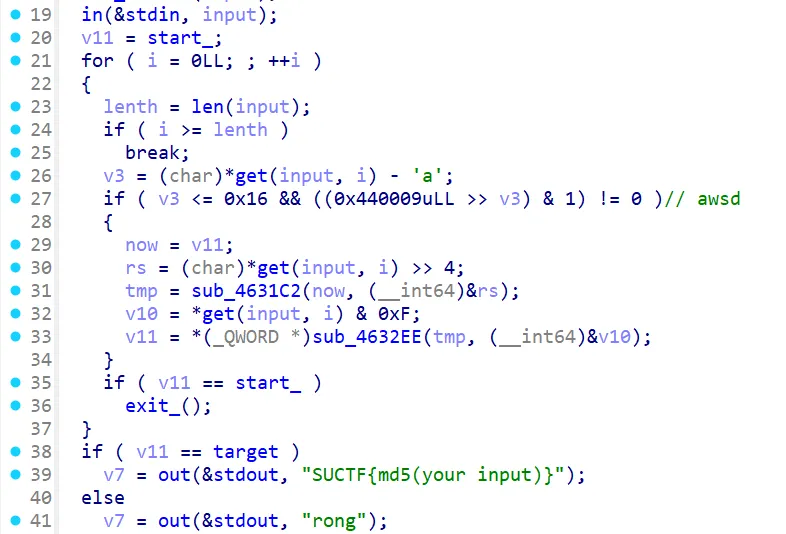 19 in(&stdin, input);
20 v11 = start_;
21 for ( i = 0LL; ; ++i )
22 {
23 lenth = len(input);
24 if ( i >= lenth )
25 break;
26 v3 = (char)*get(input, i) - 'a';
27 if ( v3 <= 0x16 && ((0x440009uLL >> v3) & 1) != 0 )// awsd
28 {
29 now = v11;
30 rs = (char)*get(input, i) >> 4;
31 tmp = sub_4631C2(now, (__int64)&rs);
32 v10 = *get(input, i) & 0xF;
33 v11 = *(_QWORD *)sub_4632EE(tmp, (__int64)&v10);
34 }
35 if ( v11 == start_ )
36 exit_();
37 }
38 if ( v11 == target )
39 v7 = out(&stdout, "SUCTF{md5(your input)}");
40 else
41 v7 = out(&stdout, "rong");